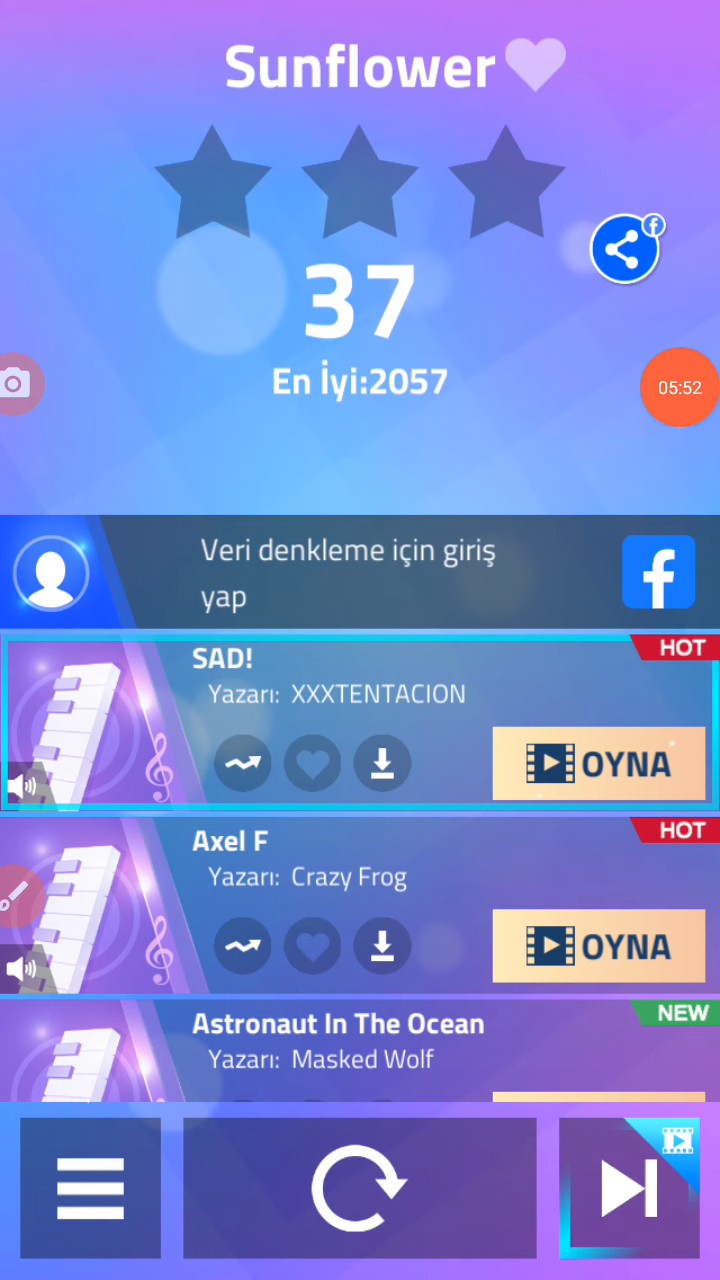 Sunflower
37
En İyi:2057
05:52
Veri denkleme için giriş
yap
HOT
SAD!
Yazarı: XXXTENTACION
OYNA
HOT
Axel F
Yazarı: Crazy Frog
OYNA
NEW
Astronaut In The Ocean
Yazarı: Masked Wolf